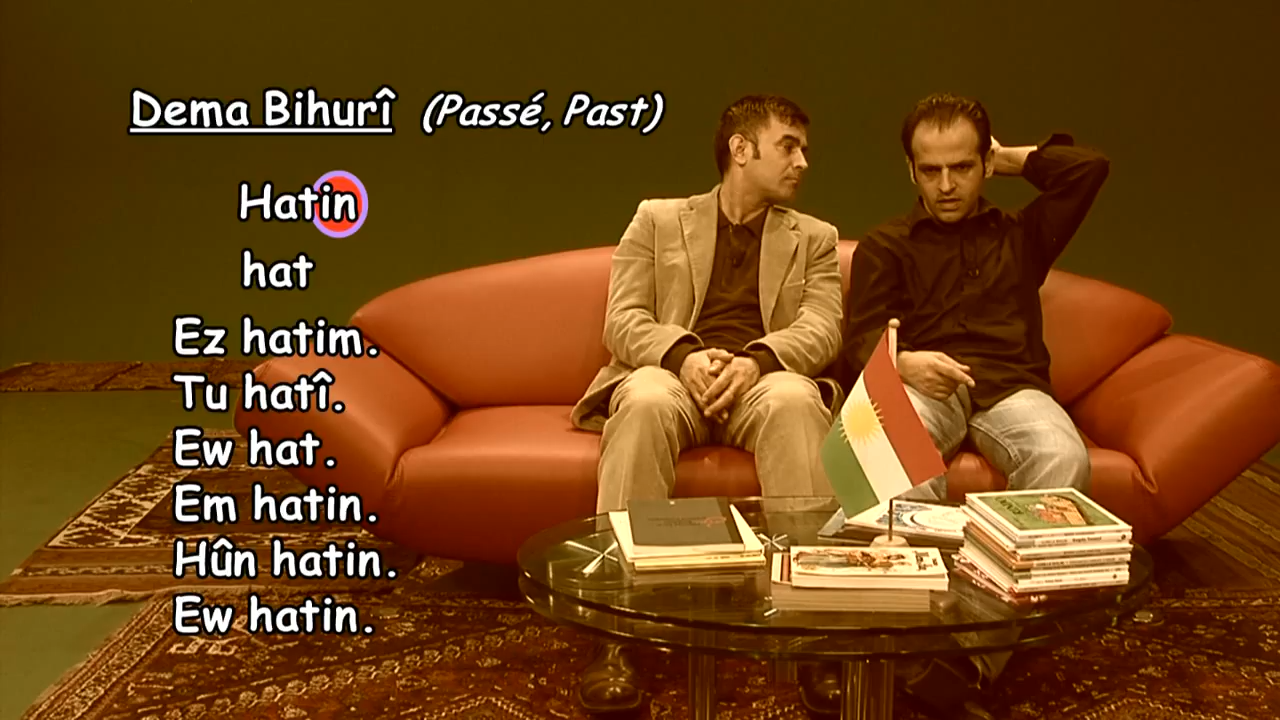 Dema Bihurî (Passé, Past)
Hatin
hat
Ez hatim.
Tu hatî.
Ew hat.
Em hatin.
Hûn hatin.
Ew hatin.